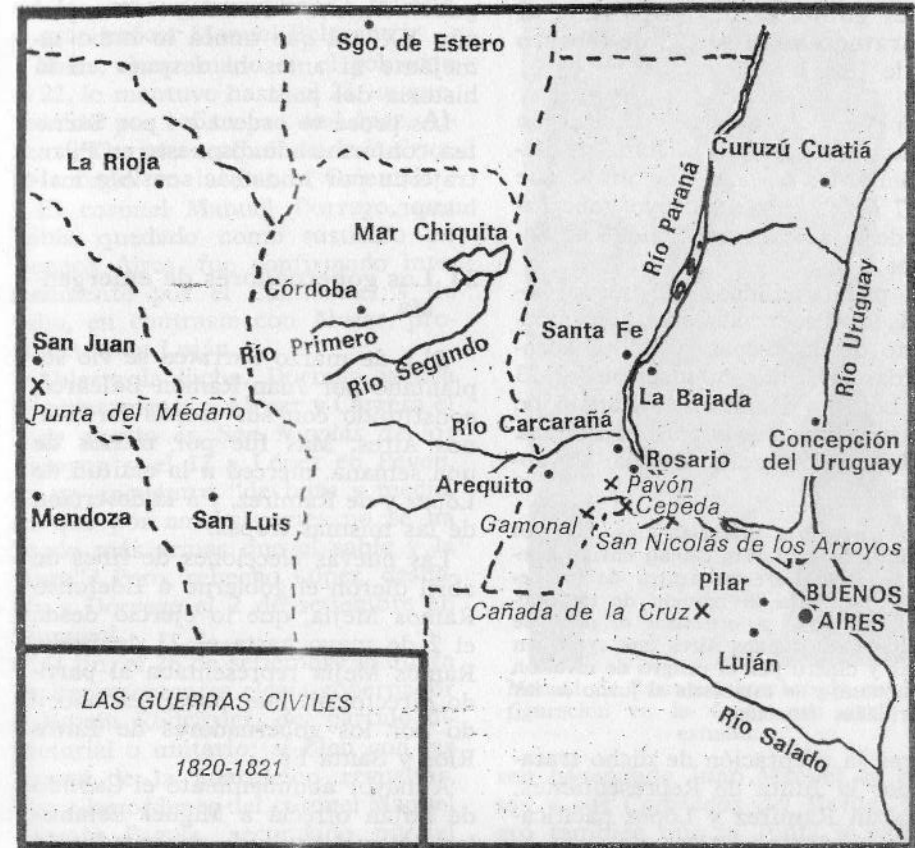 Sgo. de Estero
Curuzú Cuatiá
La Rioja
Río Paraná
Mar Chiquita
Río Uruguay
Córdoba
Santa Fe
Río Primero
San Juan
Río Segundo
La Bajada
Punta del Médano
Río Carcarañá
Concepción
del Uruguay
Rosario
Arequito
Pavón
Mendoza
San Luis
Gamonal
Cepeda
San Nicolás de los Arroyos
Pilar
BUENOS
AIRES
Cañada de la Cruz
Luján
Río
Salado
LAS GUERRAS CIVILES
1820-1821